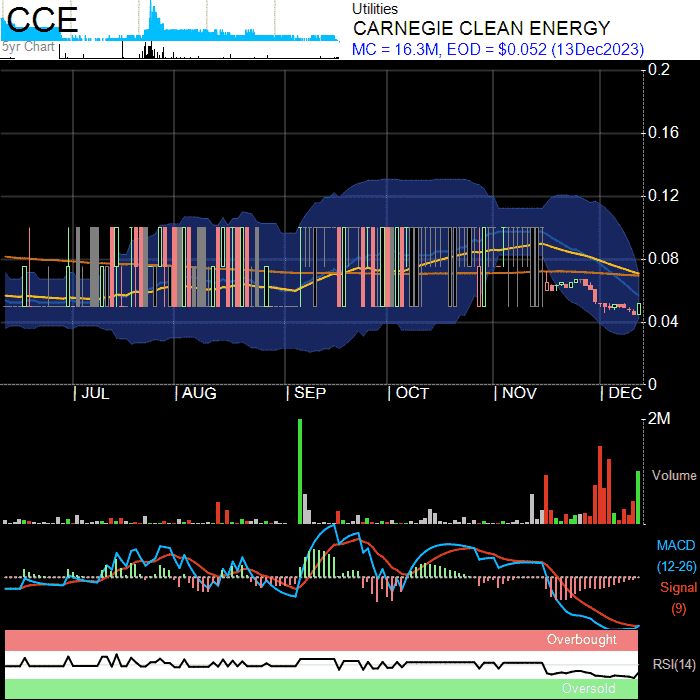 CCE
5yr Chart
Utilities
CARNEGIE CLEAN ENERGY
MC = 16.3M, EOD = $0.052 (13Dec2023)
0.2
0.16
0.12
0.08
0.04
0
| JUL | AUG | SEP | OCT | NOV | DEC
2M
Volume
MACD
(12-26)
Signal
(9)
Overbought
RSI(14)
Oversold